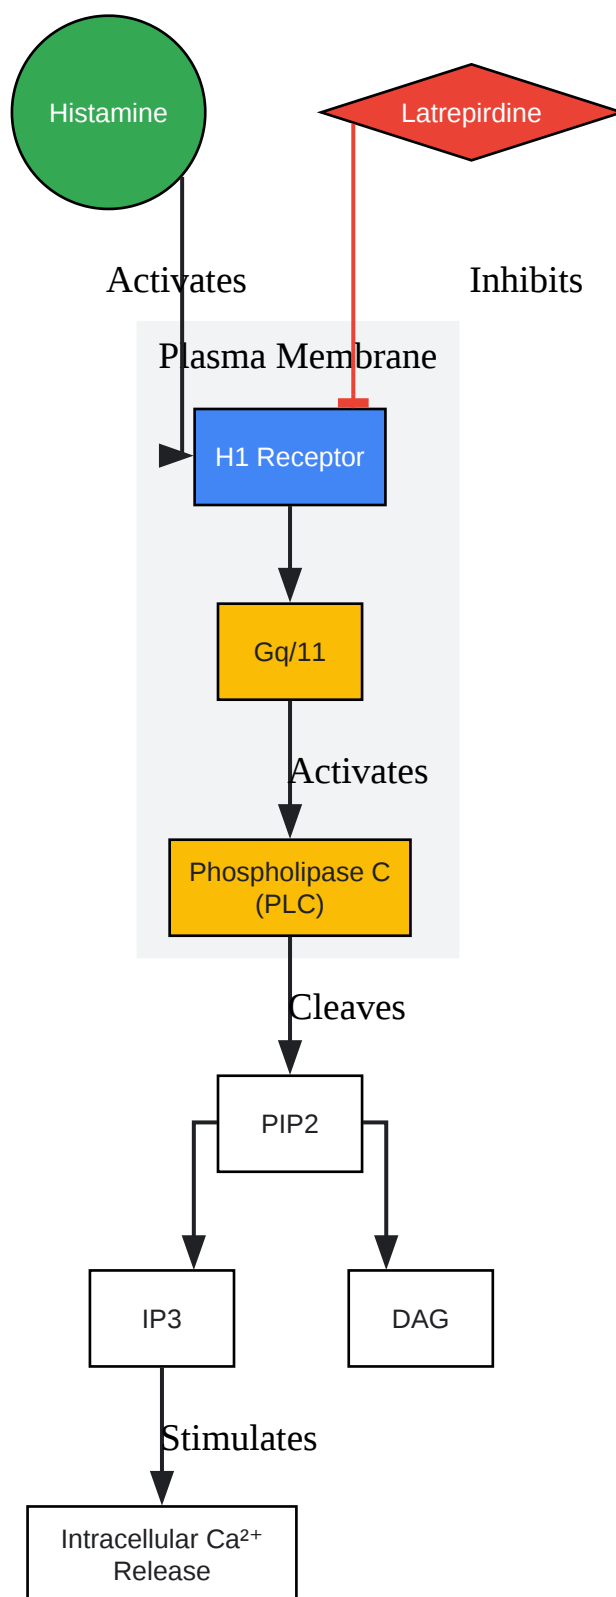 Histamine
Latrepirdine
Activates
Inhibits
Plasma Membrane
H1 Receptor
Gq/11
Activates
Phospholipase C
(PLC)
Cleaves
PIP2
IP3
DAG
Stimulates
Intracellular Ca²⁺
Release